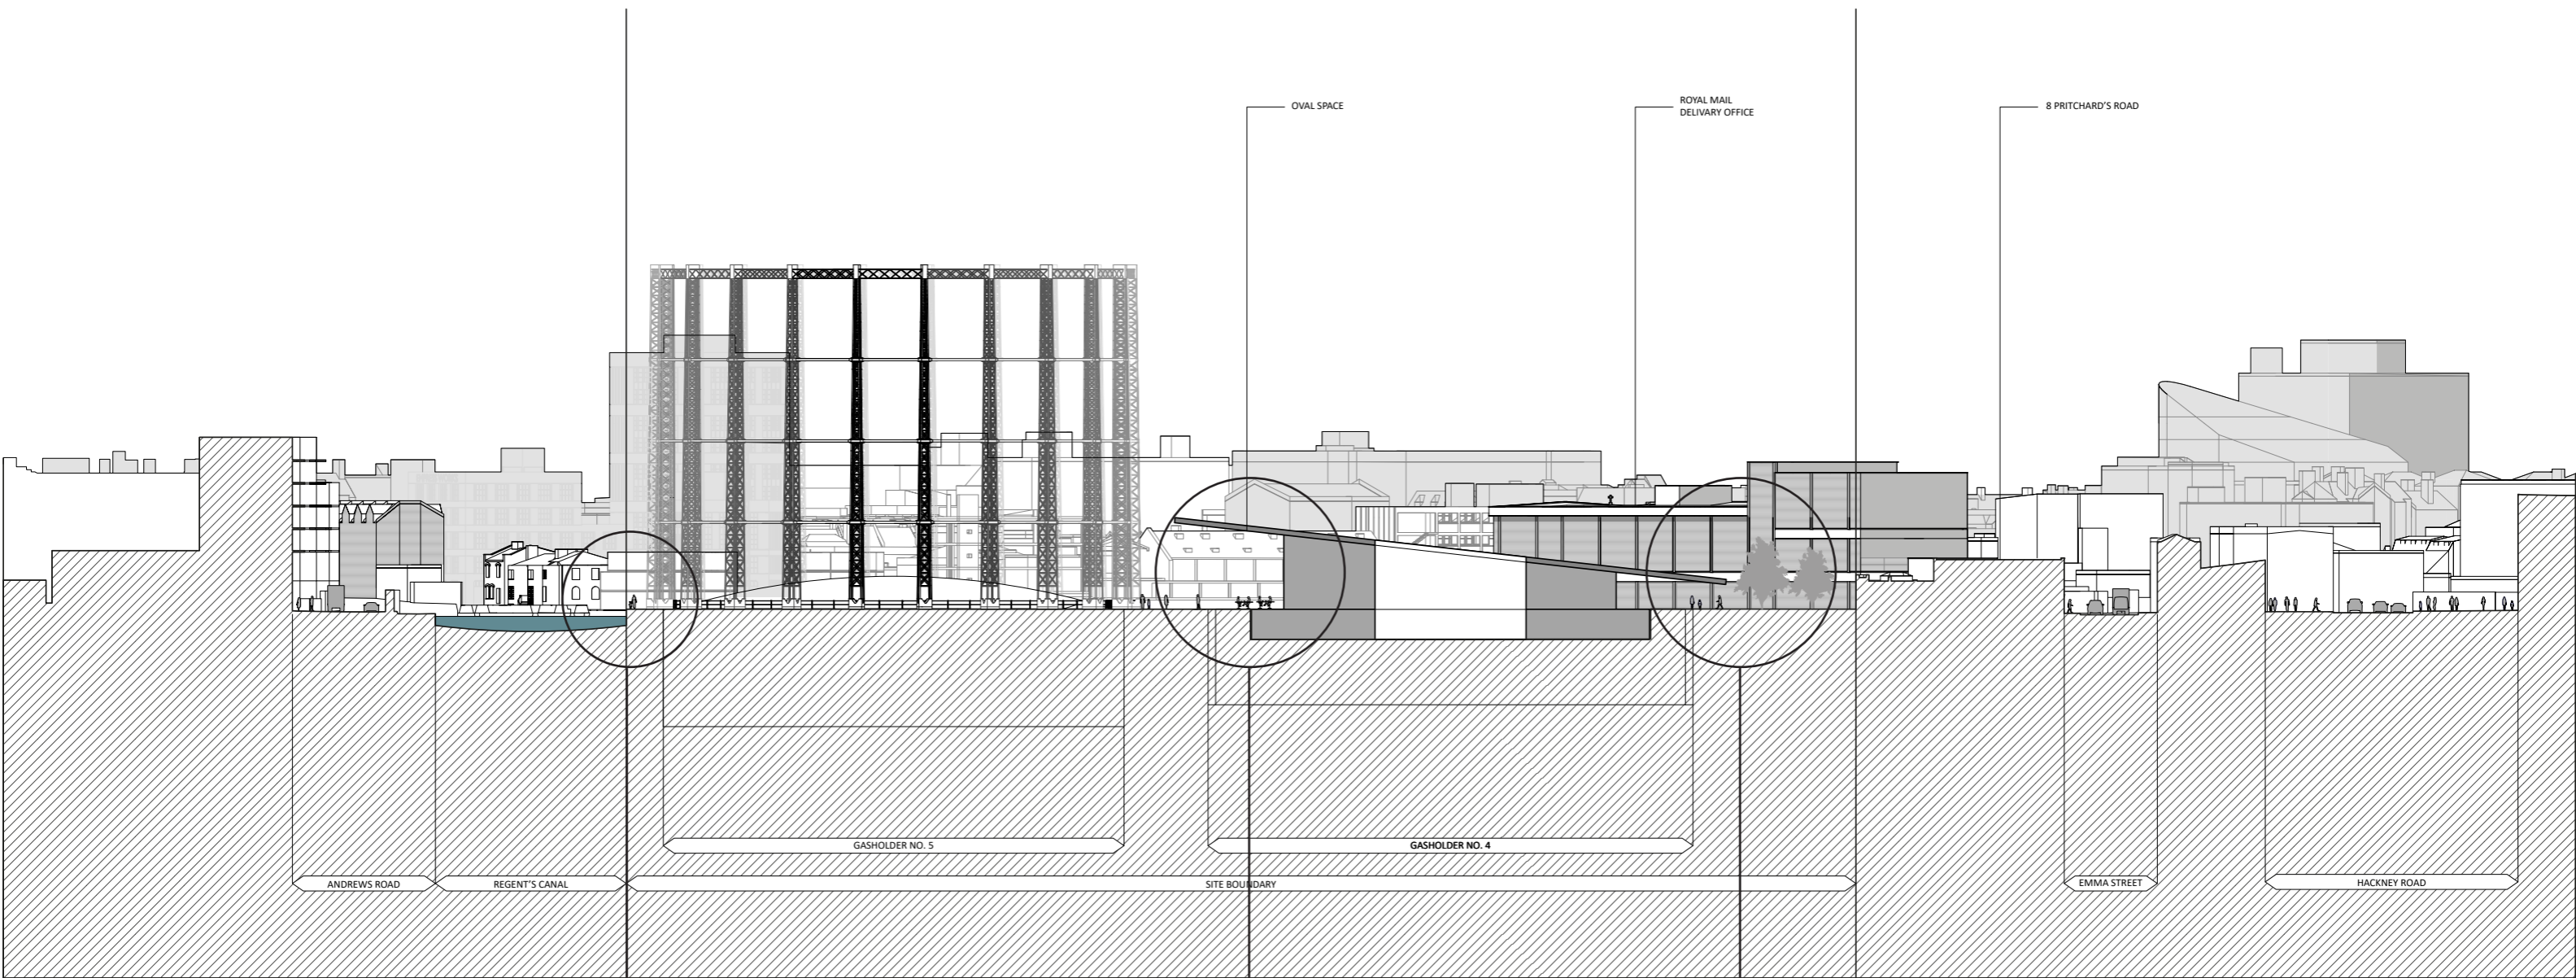 OVAL SPACE
ROYAL MAIL
DELIVARY OFFICE
8 PRITCHARD'S ROAD
GASHOLDER NO. 5
GASHOLDER NO. 4
ANDREWS ROAD
REGENT'S CANAL
SITE BOUNDARY
EMMA STREET
HACKNEY ROAD